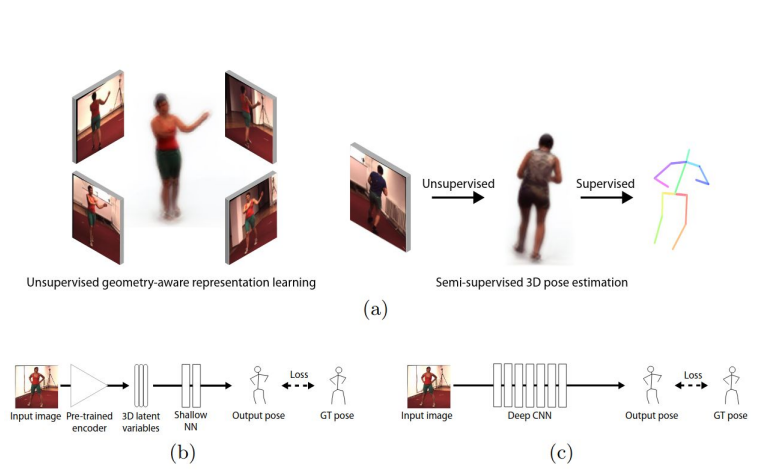 Unsupervised
Supervised
Unsupervised geometry-aware representation learning
Semi-supervised 3D pose estimation
(a)
Loss
Input image
Pre-trained
encoder
3D latent
variables
Shallow
NN
Output pose
GT pose
(b)
Loss
Input image
Deep CNN
Output pose
GT pose
(c)